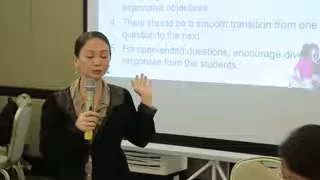 expressive objectives
4. There should be a smooth transition from one
question to the next
5. For open-ended questions, encourage dive
responses from the students